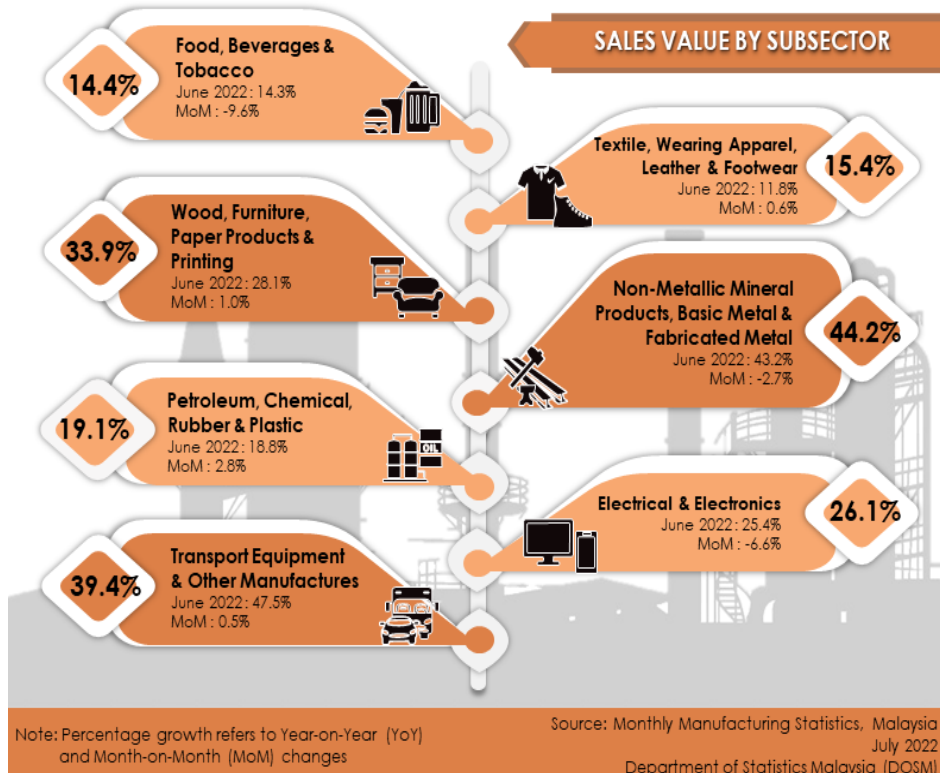 SALES VALUE BY SUBSECTOR
14.4%
Food, Beverages &
Tobacco
June 2022: 14.3%
MoM : -9.6%
Textile, Wearing Apparel,
Leather & Footwear
June 2022: 11.8%
MoM : 0.6%
15.4%
33.9%
Wood, Furniture,
Paper Products &
Printing
June 2022: 28.1%
MoM : 1.0%
Non-Metallic Mineral
Products, Basic Metal &
Fabricated Metal
June 2022: 43.2%
MoM : -2.7%
44.2%
19.1%
Petroleum, Chemical,
Rubber & Plastic
June 2022: 18.8%
MoM : 2.8%
OIL
Electrical & Electronics
June 2022: 25.4%
MoM : -6.6%
26.1%
39.4%
Transport Equipment
& Other Manufactures
June 2022: 47.5%
MoM : 0.5%
Note: Percentage growth refers to Year-on-Year (YoY)
and Month-on-Month (MoM) changes
Source: Monthly Manufacturing Statistics, Malaysia
July 2022
Department of Statistics Malaysia (DOSM)